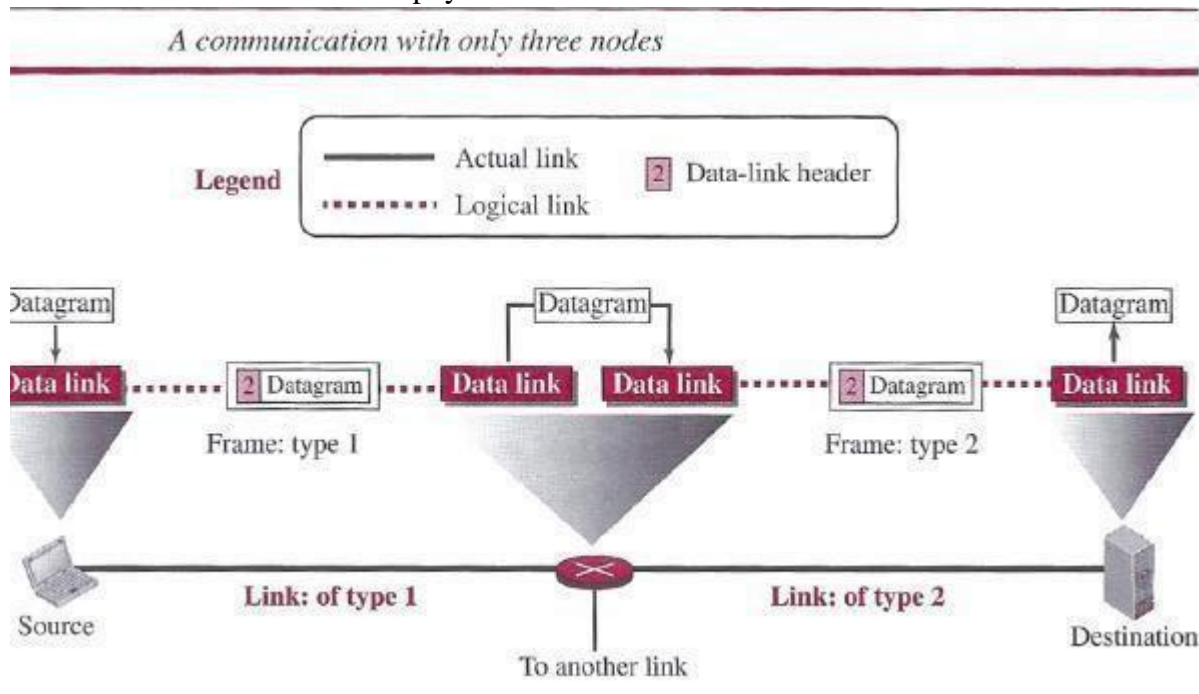 A communication with only three nodes
Legend
Actual link
2 Data-link header
Logical link
Datagram
Datagram
Datagram
Data link
2 Datagram
Data link
Data link
2 Datagram
Data link
Frame: type 1
Frame: type 2
Link: of type 1
Link: of type 2
Source
Destination
To another link